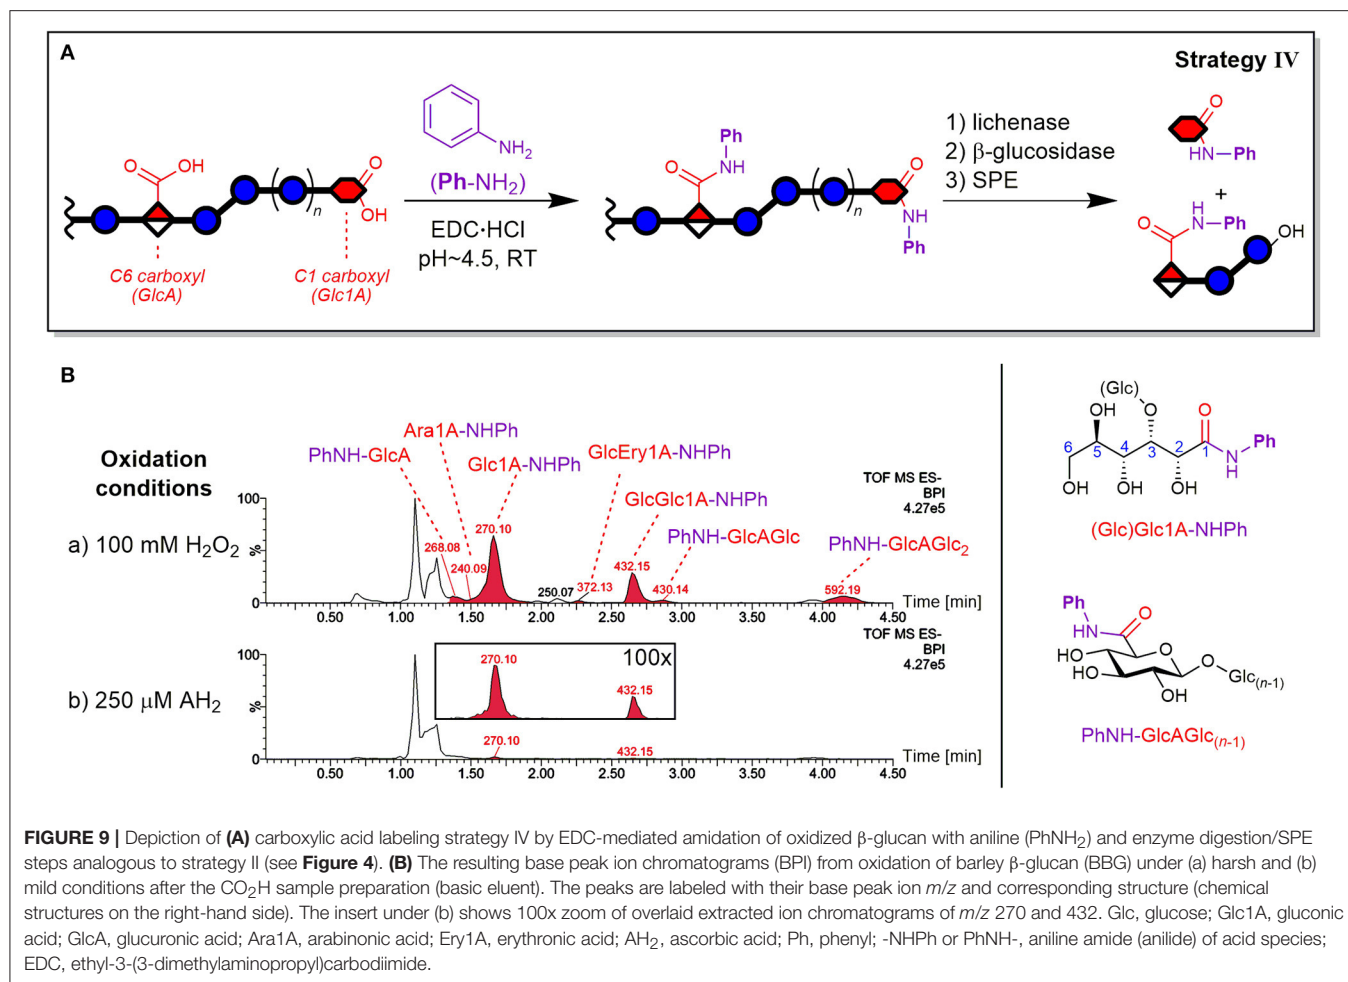 A
Strategy IV
OH
O
OH
n
C6 carboxyl
(GlcA)
C1 carboxyl
(Glc1A)
NH₂
(Ph-NH₂)
EDC·HCl
pH~4.5, RT
Ph
O
NH
n
O
HN
Ph
1) lichenase
2) β-glucosidase
3) SPE
O
HN–Ph
+
O
H
N–Ph
OH
B
Oxidation
conditions
a) 100 mM H₂O₂
PhNH-GlcA
Ara1A-NHPh
Glc1A-NHPh
GlcEry1A-NHPh
GlcGlc1A-NHPh
PhNH-GlcAGlc
PhNH-GlcAGlc₂
TOF MS ES-
BPI
4.27e5
100
%
0
268.08
240.09
270.10
250.07
372.13
432.15
430.14
592.19
0.50 1.00 1.50 2.00 2.50 3.00 3.50 4.00 4.50
Time [min]
b) 250 µM AH₂
TOF MS ES-
BPI
4.27e5
100
%
0
270.10
100x
432.15
270.10
432.15
0.50 1.00 1.50 2.00 2.50 3.00 3.50 4.00 4.50
Time [min]
(Glc)
OH O O
Ph
6 5 4 3 2 1
N
H
OH OH OH
(Glc)Glc1A-NHPh
Ph
HN
O
HO
HO
O
OH
O
Glc(n-1)
PhNH-GlcAGlc(n-1)
FIGURE 9 | Depiction of (A) carboxylic acid labeling strategy IV by EDC-mediated amidation of oxidized β-glucan with aniline (PhNH₂) and enzyme digestion/SPE
steps analogous to strategy II (see Figure 4). (B) The resulting base peak ion chromatograms (BPI) from oxidation of barley β-glucan (BBG) under (a) harsh and (b)
mild conditions after the CO₂H sample preparation (basic eluent). The peaks are labeled with their base peak ion m/z and corresponding structure (chemical
structures on the right-hand side). The insert under (b) shows 100x zoom of overlaid extracted ion chromatograms of m/z 270 and 432. Glc, glucose; Glc1A, gluconic
acid; GlcA, glucuronic acid; Ara1A, arabinonic acid; Ery1A, erythronic acid; AH₂, ascorbic acid; Ph, phenyl; -NHPh or PhNH-, aniline amide (anilide) of acid species;
EDC, ethyl-3-(3-dimethylaminopropyl)carbodiimide.